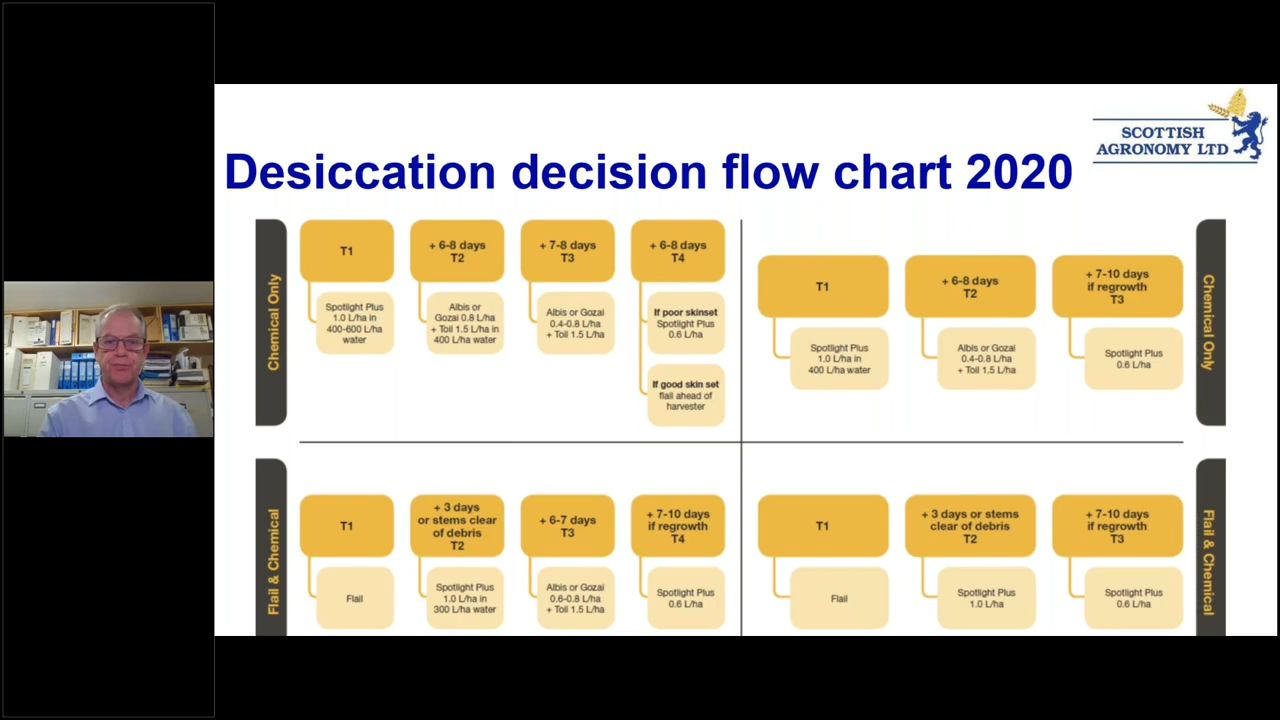 SCOTTISH
AGRONOMY LTD
Desiccation decision flow chart 2020
Chemical Only
T1
Spotlight Plus
1.0 L/ha in
400-600 L/ha
water
+ 6-8 days
T2
Albis or
Gozai 0.8 L/ha
+ Toil 1.5 L/ha in
400 L/ha water
+ 7-8 days
T3
Albis or Gozai
0.4-0.8 L/ha
+ Toil 1.5 L/ha
+ 6-8 days
T4
If poor skinset
Spotlight Plus
0.6 L/ha
If good skin set
flail ahead of
harvester
T1
Spotlight Plus
1.0 L/ha in
400 L/ha water
+ 6-8 days
T2
Albis or Gozai
0.4-0.8 L/ha
+ Toil 1.5 L/ha
+ 7-10 days
if regrowth
T3
Spotlight Plus
0.6 L/ha
Chemical Only
Flail & Chemical
T1
Flail
+ 3 days
or stems clear
of debris
T2
Spotlight Plus
1.0 L/ha in
300 L/ha water
+ 6-7 days
T3
Albis or Gozai
0.6-0.8 L/ha
+ Toil 1.5 L/ha
+ 7-10 days
if regrowth
T4
Spotlight Plus
0.6 L/ha
T1
Flail
+ 3 days or stems
clear of debris
T2
Spotlight Plus
1.0 L/ha
+ 7-10 days
if regrowth
T3
Spotlight Plus
0.6 L/ha
Flail & Chemical